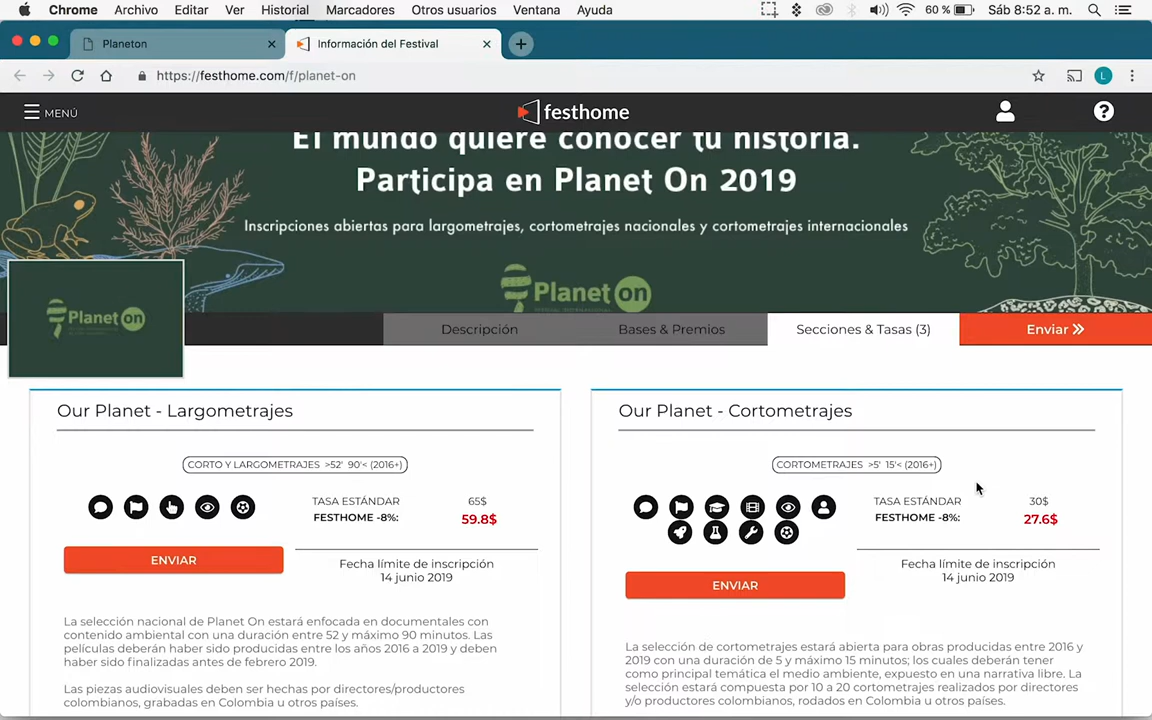 Chrome Archivo Editar Ver Historial Marcadores Otros usuarios Ventana Ayuda 60 % Sáb 8:52 a. m.
Planeton Información del Festival
https://festhome.com/f/planet-on L
MENÚ festhome ?
El mundo quiere conocer tu historia.
Participa en Planet On 2019
Inscripciones abiertas para largometrajes, cortometrajes nacionales y cortometrajes internacionales
Planet on
Planet on
Descripción Bases & Premios Secciones & Tasas (3) Enviar
Our Planet - Largometrajes
CORTO Y LARGOMETRAJES >52' 90'< (2016+)
TASA ESTÁNDAR 65$
FESTHOME -8%: 59.8$
ENVIAR
Fecha límite de inscripción
14 junio 2019
La selección nacional de Planet On estará enfocada en documentales con
contenido ambiental con una duración entre 52 y máximo 90 minutos. Las
películas deberán haber sido producidas entre los años 2016 a 2019 y deben
haber sido finalizadas antes de febrero 2019.
Las piezas audiovisuales deben ser hechas por directores/productores
colombianos, grabadas en Colombia u otros países.
Our Planet - Cortometrajes
CORTOMETRAJES >5' 15'< (2016+)
TASA ESTÁNDAR 30$
FESTHOME -8%: 27.6$
Fecha límite de inscripción
14 junio 2019
ENVIAR
La selección de cortometrajes estará abierta para obras producidas entre 2016 y
2019 con una duración de 5 y máximo 15 minutos; los cuales deberán tener
como principal temática el medio ambiente, expuesto en una narrativa libre. La
selección estará compuesta por 10 a 20 cortometrajes realizados por directores
y/o productores colombianos, rodados en Colombia u otros países.